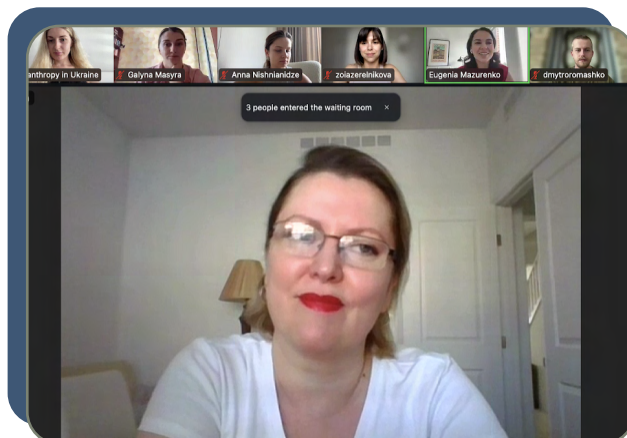 anthropy in Ukraine
Galyna Masyra
Anna Nishnianidze
zoiazerelnikova
Eugenia Mazurenko
dmytroromashko
3 people entered the waiting room